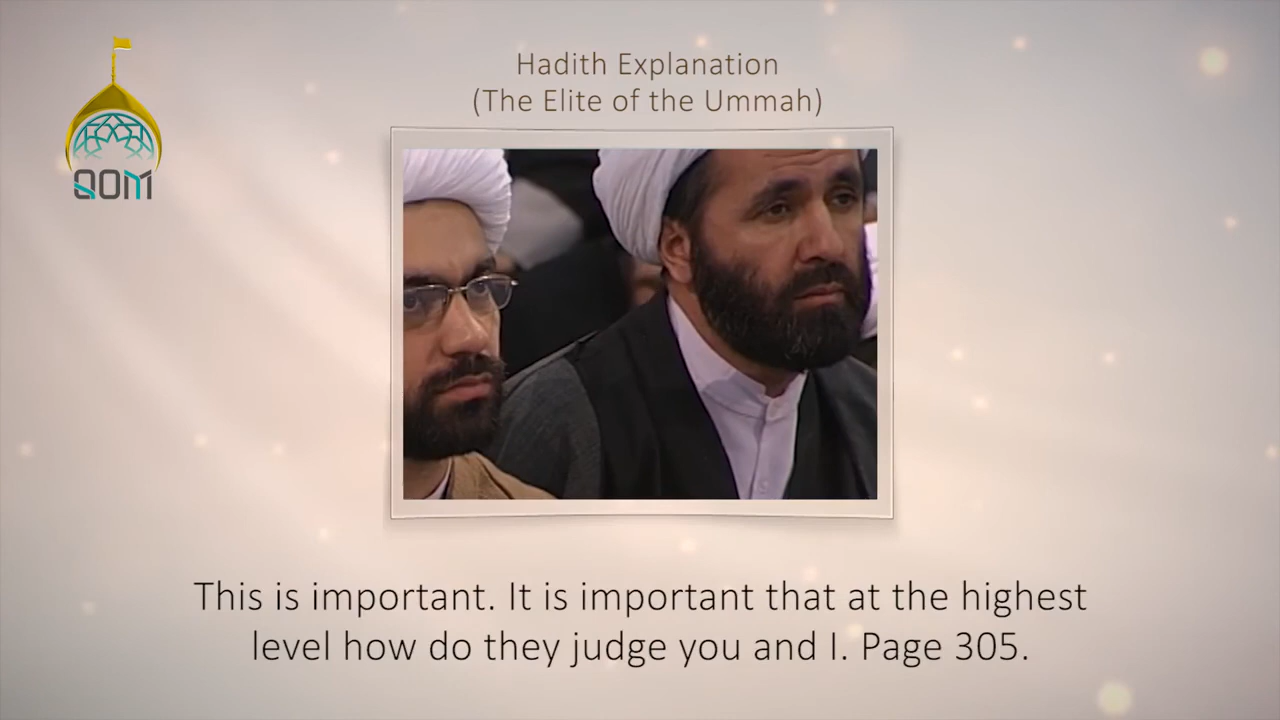 Hadith Explanation
(The Elite of the Ummah)
QOM
This is important. It is important that at the highest
level how do they judge you and I. Page 305.